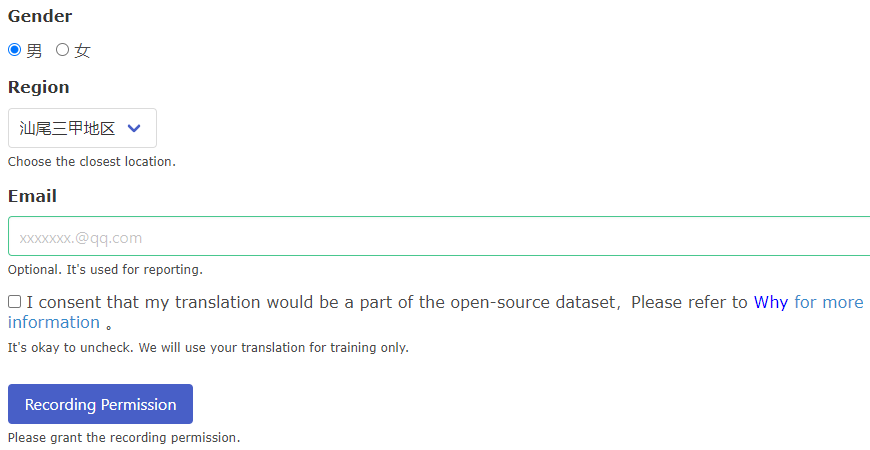 Gender
男 女
Region
汕尾三甲地区
Choose the closest location.
Email
xxxxxxx.@qq.com
Optional. It's used for reporting.
I consent that my translation would be a part of the open-source dataset，Please refer to Why for more
information 。
It's okay to uncheck. We will use your translation for training only.
Recording Permission
Please grant the recording permission.